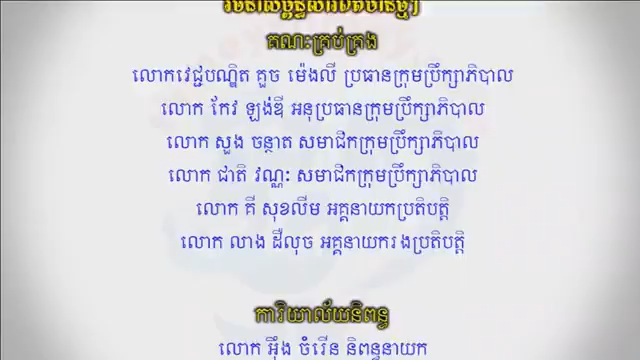 គណៈគ្រប់គ្រង
លោកវេជ្ជបណ្ឌិត គួច ម៉េងលី ប្រធានក្រុមប្រឹក្សាភិបាល
លោក កែវ ឡង់ឌី អនុប្រធានក្រុមប្រឹក្សាភិបាល
លោក សួង ចន្ថាត សមាជិកក្រុមប្រឹក្សាភិបាល
លោក ជាតិ វណ្ណៈ សមាជិកក្រុមប្រឹក្សាភិបាល
លោក គី សុខលីម អគ្គនាយកប្រតិបត្តិ
លោក លាង ដឺលុច អគ្គនាយករងប្រតិបត្តិ
ការិយាល័យនិពន្ធ
លោក អ៊ឹង ចំរើន និពន្ធនាយក